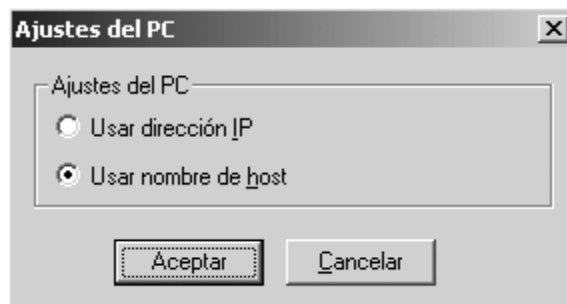 Ajustes del PC
Ajustes del PC
Usar dirección IP
Usar nombre de host
Aceptar
Cancelar